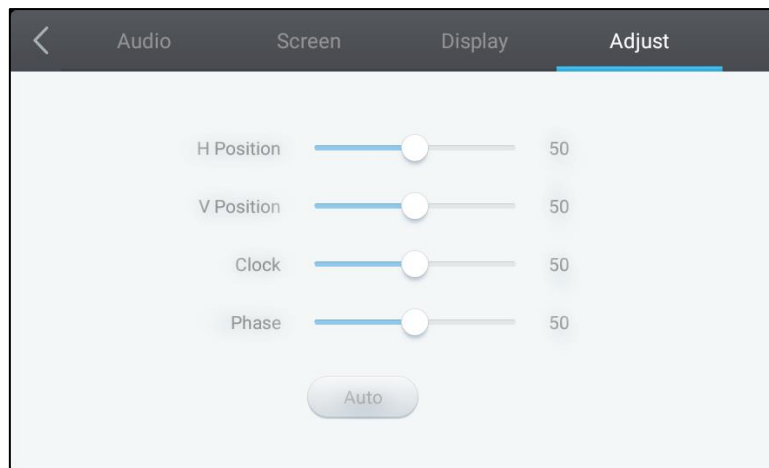 Audio Screen Display Adjust
H Position 50
V Position 50
Clock 50
Phase 50
Auto